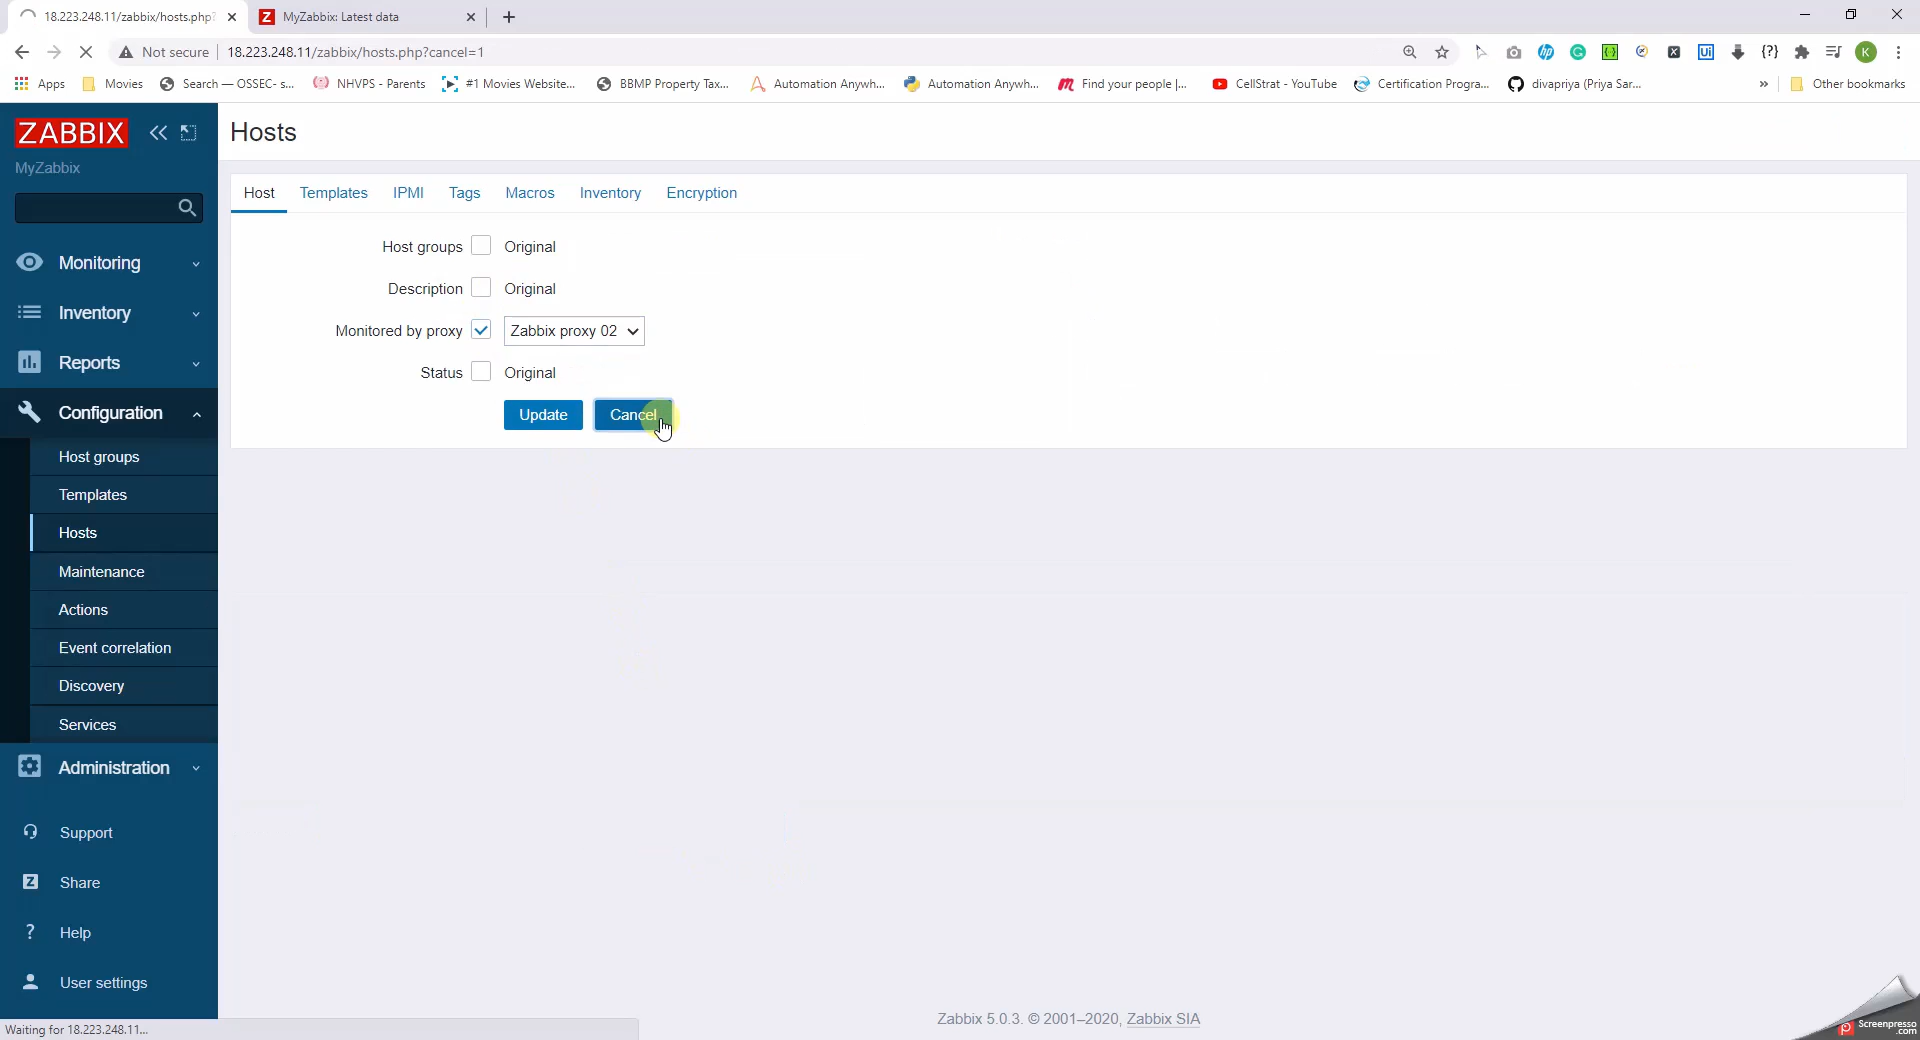 18.223.248.11/zabbix/hosts.php?
MyZabbix: Latest data
Not secure
18.223.248.11/zabbix/hosts.php?cancel=1
Apps
Movies
Search — OSSEC- s...
NHVPS - Parents
#1 Movies Website...
BBMP Property Tax...
Automation Anywh...
Automation Anywh...
Find your people |...
CellStrat - YouTube
Certification Progra...
divapriya (Priya Sar...
»
Other bookmarks
ZABBIX
MyZabbix
Monitoring
Inventory
Reports
Configuration
Host groups
Templates
Hosts
Maintenance
Actions
Event correlation
Discovery
Services
Administration
Support
Share
Help
User settings
Waiting for 18.223.248.11...
Hosts
Host Templates IPMI Tags Macros Inventory Encryption
Host groups Original
Description Original
Monitored by proxy Zabbix proxy 02
Status Original
Update Cancel
Zabbix 5.0.3. © 2001–2020, Zabbix SIA
Screenpresso
.com